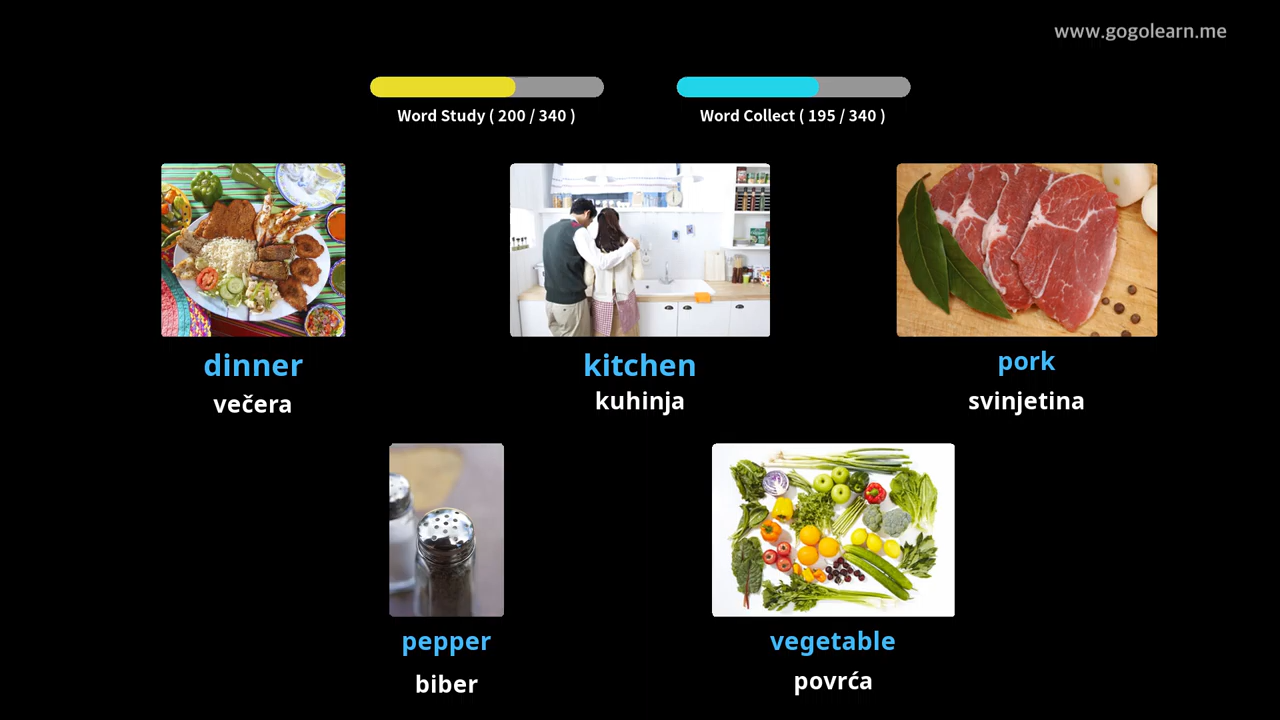 www.gogolearn.me
Word Study ( 200 / 340 )
Word Collect ( 195 / 340 )
dinner
večera
kitchen
kuhinja
pork
svinjetina
pepper
biber
vegetable
povrća